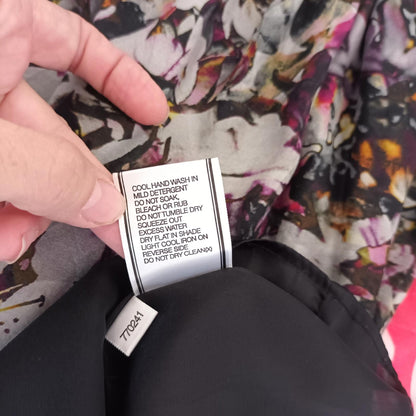 COOL HAND WASH IN
MILD DETERGENT
DO NOT SOAK,
BLEACH OR RUB
DO NOT TUMBLE DRY
SQUEEZE OUT
EXCESS WATER
DRY FLAT IN SHADE
LIGHT COOL IRON ON
REVERSE SIDE
DO NOT DRY CLEAN(X)
770241